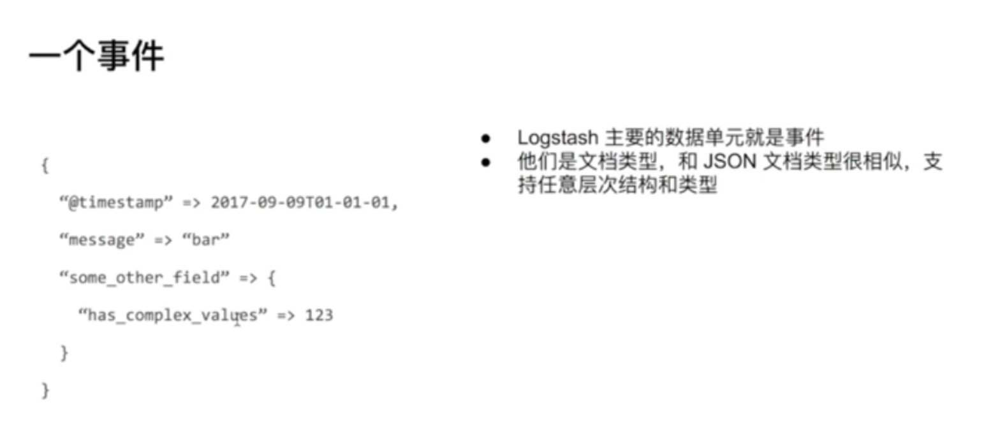 一个事件
{
“@timestamp” => 2017-09-09T01-01-01,
“message” => “bar”
“some_other_field” => {
“has_complex_values” => 123
}
}
● Logstash 主要的数据单元就是事件
● 他们是文档类型，和 JSON 文档类型很相似，支
持任意层次结构和类型